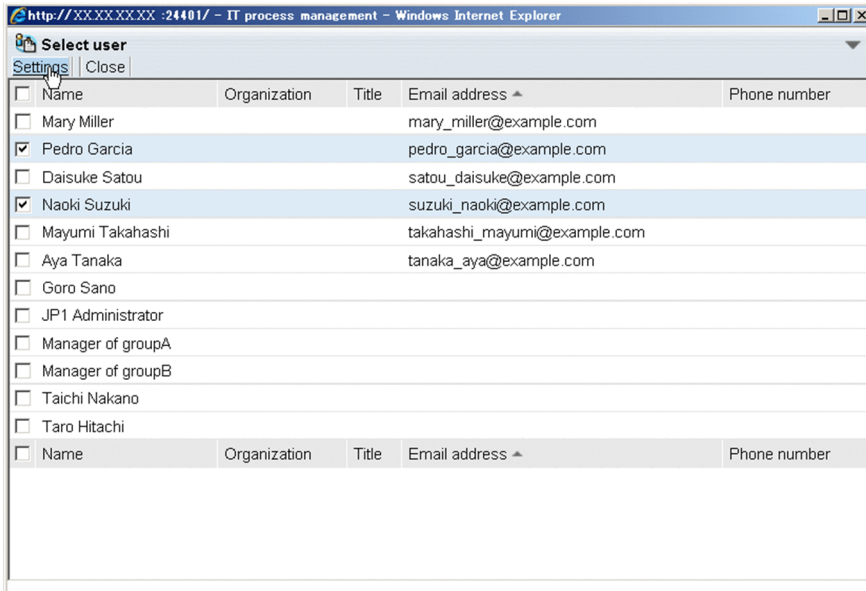 http://XX.XX.XX.XX :24401/ - IT process management - Windows Internet Explorer
Select user
Settings Close
Name Organization Title Email address Phone number
Mary Miller mary_miller@example.com
Pedro Garcia pedro_garcia@example.com
Daisuke Satou satou_daisuke@example.com
Naoki Suzuki suzuki_naoki@example.com
Mayumi Takahashi takahashi_mayumi@example.com
Aya Tanaka tanaka_aya@example.com
Goro Sano
JP1 Administrator
Manager of groupA
Manager of groupB
Taichi Nakano
Taro Hitachi
Name Organization Title Email address Phone number